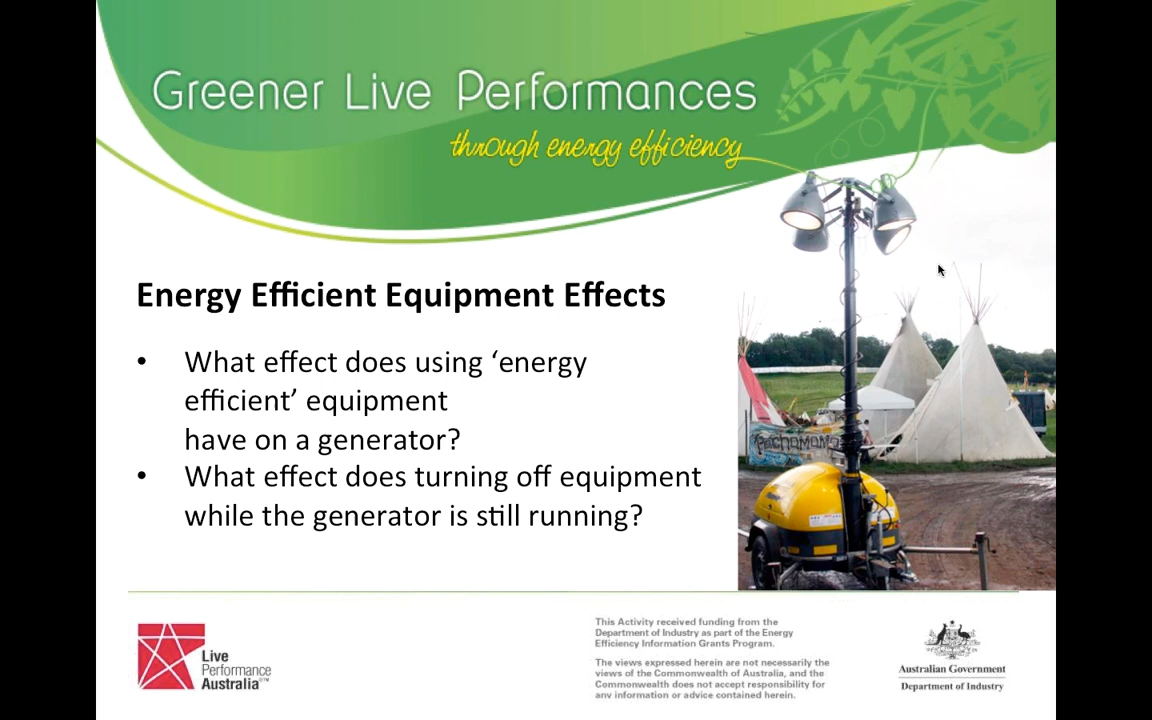 Greener Live Performances
through energy efficiency
Energy Efficient Equipment Effects
• What effect does using ‘energy
efficient’ equipment
have on a generator?
• What effect does turning off equipment
while the generator is still running?
PACHAMAMA
Live
Performance
Australia™
This Activity received funding from the
Department of Industry as part of the Energy
Efficiency Information Grants Program.
The views expressed herein are not necessarily the
views of the Commonwealth of Australia, and the
Commonwealth does not accept responsibility for
any information or advice contained herein.
Australian Government
Department of Industry